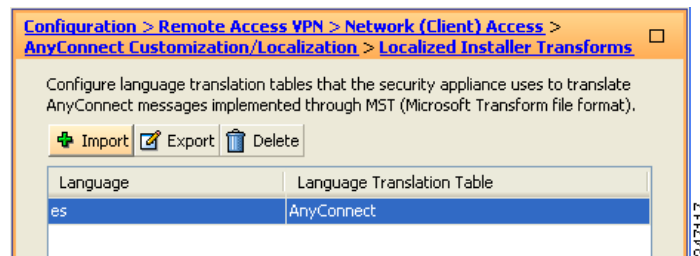 Configuration > Remote Access VPN > Network (Client) Access >
AnyConnect Customization/Localization > Localized Installer Transforms
Configure language translation tables that the security appliance uses to translate
AnyConnect messages implemented through MST (Microsoft Transform file format).
Import Export Delete
Language Language Translation Table
es AnyConnect